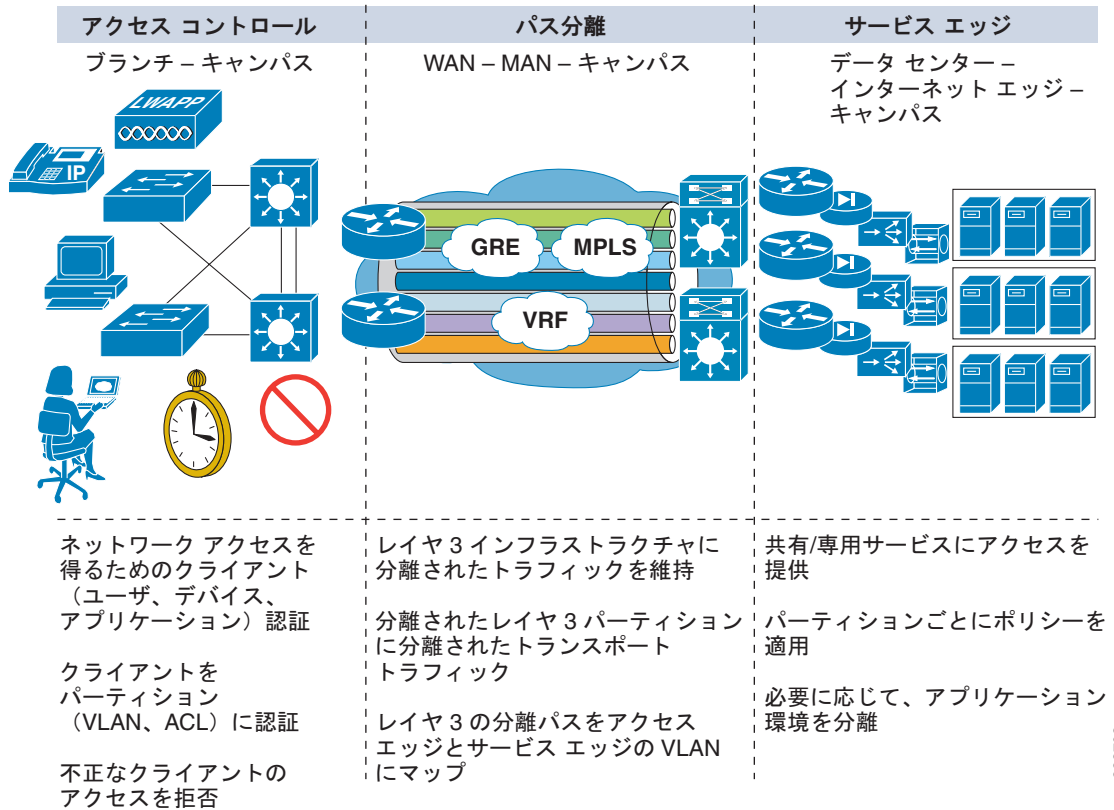 アクセス コントロール
パス分離
サービス エッジ
ブランチ – キャンパス
WAN – MAN – キャンパス
データ センター –
インターネット エッジ –
キャンパス
LWAPP
IP
GRE
MPLS
VRF
ネットワーク アクセスを
得るためのクライアント
(ユーザ、デバイス、
アプリケーション)認証
クライアントを
パーティション
(VLAN、ACL)に認証
不正なクライアントの
アクセスを拒否
レイヤ 3 インフラストラクチャに
分離されたトラフィックを維持
分離されたレイヤ 3 パーティション
に分離されたトランスポート
トラフィック
レイヤ 3 の分離パスをアクセス
エッジとサービス エッジの VLAN
にマップ
共有/専用サービスにアクセスを
提供
パーティションごとにポリシーを
適用
必要に応じて、アプリケーション
環境を分離